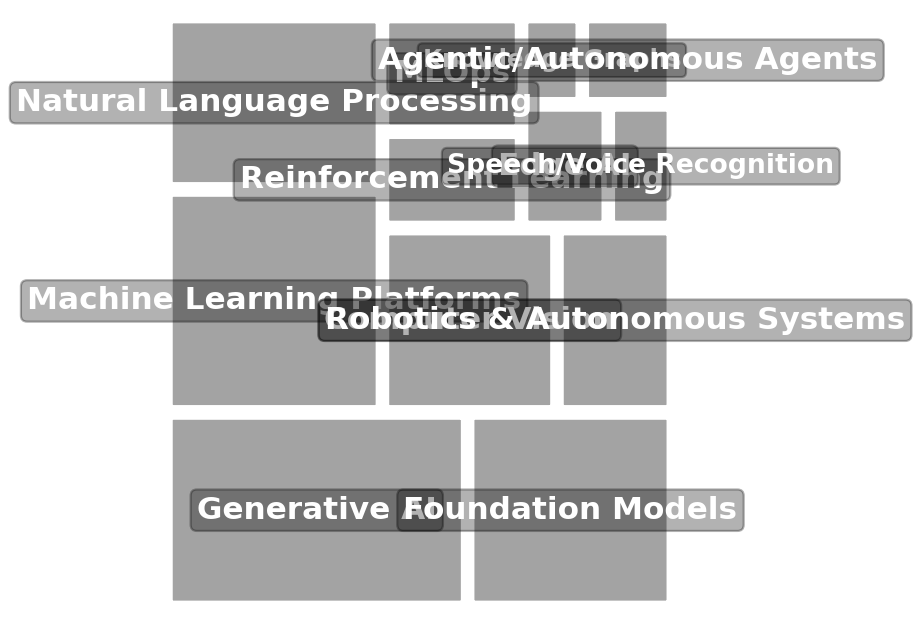 Agentic/Autonomous Agents
MLOps
Natural Language Processing
Speech/Voice Recognition
Reinforcement Learning
Machine Learning Platforms
Robotics & Autonomous Systems
Computer Vision
Generative AI
Foundation Models